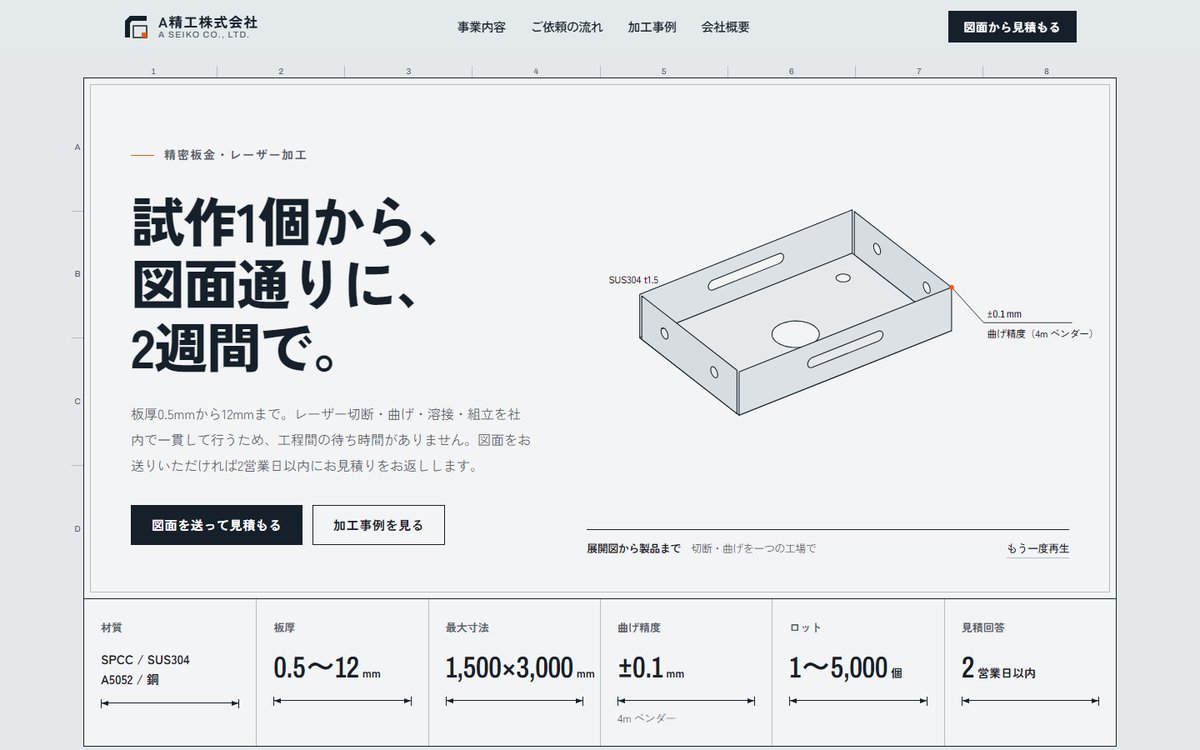 A精工株式会社
A SEIKO CO., LTD.
事業内容 ご依頼の流れ 加工事例 会社概要
図面から見積もる
1 2 3 4 5 6 7 8
A
B
C
D
精密板金・レーザー加工
試作1個から、
図面通りに、
2週間で。
板厚0.5mmから12mmまで。レーザー切断・曲げ・溶接・組立を社
内で一貫して行うため、工程間の待ち時間がありません。図面をお
送りいただければ2営業日以内にお見積りをお返しします。
図面を送って見積もる
加工事例を見る
SUS304 t1.5
±0.1mm
曲げ精度（4m ベンダー）
展開図から製品まで 切断・曲げを一つの工場で
もう一度再生
材質
SPCC / SUS304
A5052 / 銅
板厚
0.5〜12 mm
最大寸法
1,500×3,000 mm
曲げ精度
±0.1 mm
4m ベンダー
ロット
1〜5,000 個
見積回答
2 営業日以内